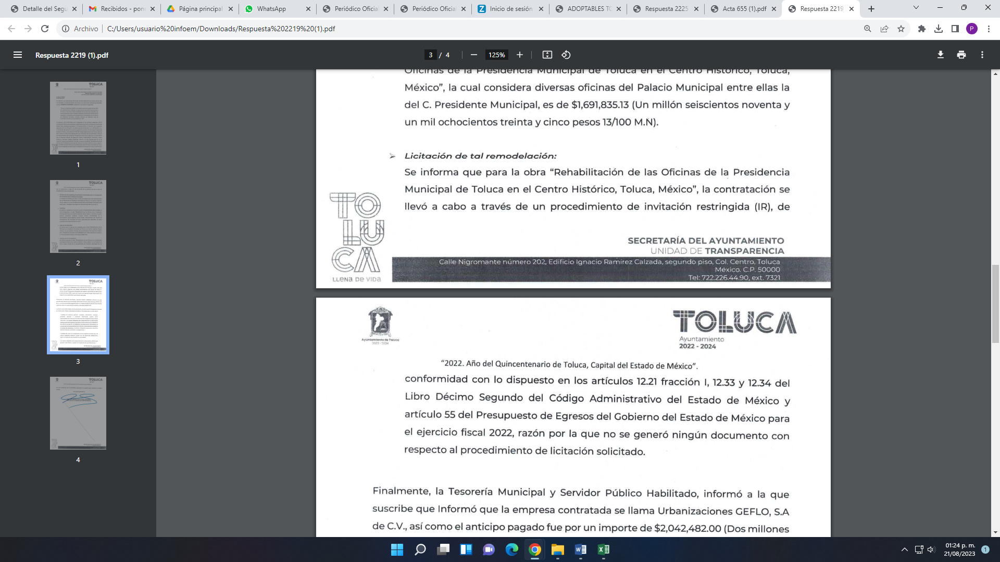 Detalle del Segu
Recibidos - pon
Página principal
WhatsApp
Periódico Oficial
Periódico Oficial
Inicio de sesión
ADOPTABLES TO
Respuesta 2225
Acta 655 (1).pdf
Respuesta 2219
Archivo
C:/Users/usuario%20infoem/Downloads/Respuesta%202219%20(1).pdf
P
Respuesta 2219 (1).pdf
3 / 4
125%
1
2
3
4
Oficinas de la Presidencia Municipal de Toluca en el Centro Histórico, Toluca,
México", la cual considera diversas oficinas del Palacio Municipal entre ellas la
del C. Presidente Municipal, es de $1,691,835.13 (Un millón seiscientos noventa y
un mil ochocientos treinta y cinco pesos 13/100 M.N).
➢ Licitación de tal remodelación:
Se informa que para la obra "Rehabilitación de las Oficinas de la Presidencia
Municipal de Toluca en el Centro Histórico, Toluca, México", la contratación se
llevó a cabo a través de un procedimiento de invitación restringida (IR), de
TO
LU
CA
LLENA DE VIDA
SECRETARÍA DEL AYUNTAMIENTO
UNIDAD DE TRANSPARENCIA
Calle Nigromante número 202, Edificio Ignacio Ramírez Calzada, segundo piso, Col. Centro, Toluca
México. C.P. 50000
Tel: 722.226.44.90, ext. 7321
Ayuntamiento de Toluca
2022 - 2024
TOLUCA
Ayuntamiento
2022 - 2024
"2022. Año del Quincentenario de Toluca, Capital del Estado de México".
conformidad con lo dispuesto en los artículos 12.21 fracción I, 12.33 y 12.34 del
Libro Décimo Segundo del Código Administrativo del Estado de México y
artículo 55 del Presupuesto de Egresos del Gobierno del Estado de México para
el ejercicio fiscal 2022, razón por la que no se generó ningún documento con
respecto al procedimiento de licitación solicitado.
Finalmente, la Tesorería Municipal y Servidor Público Habilitado, informó a la que
suscribe que Informó que la empresa contratada se llama Urbanizaciones GEFLO, S.A
de C.V., así como el anticipo pagado fue por un importe de $2,042,482.00 (Dos millones
01:24 p. m.
21/08/2023
1